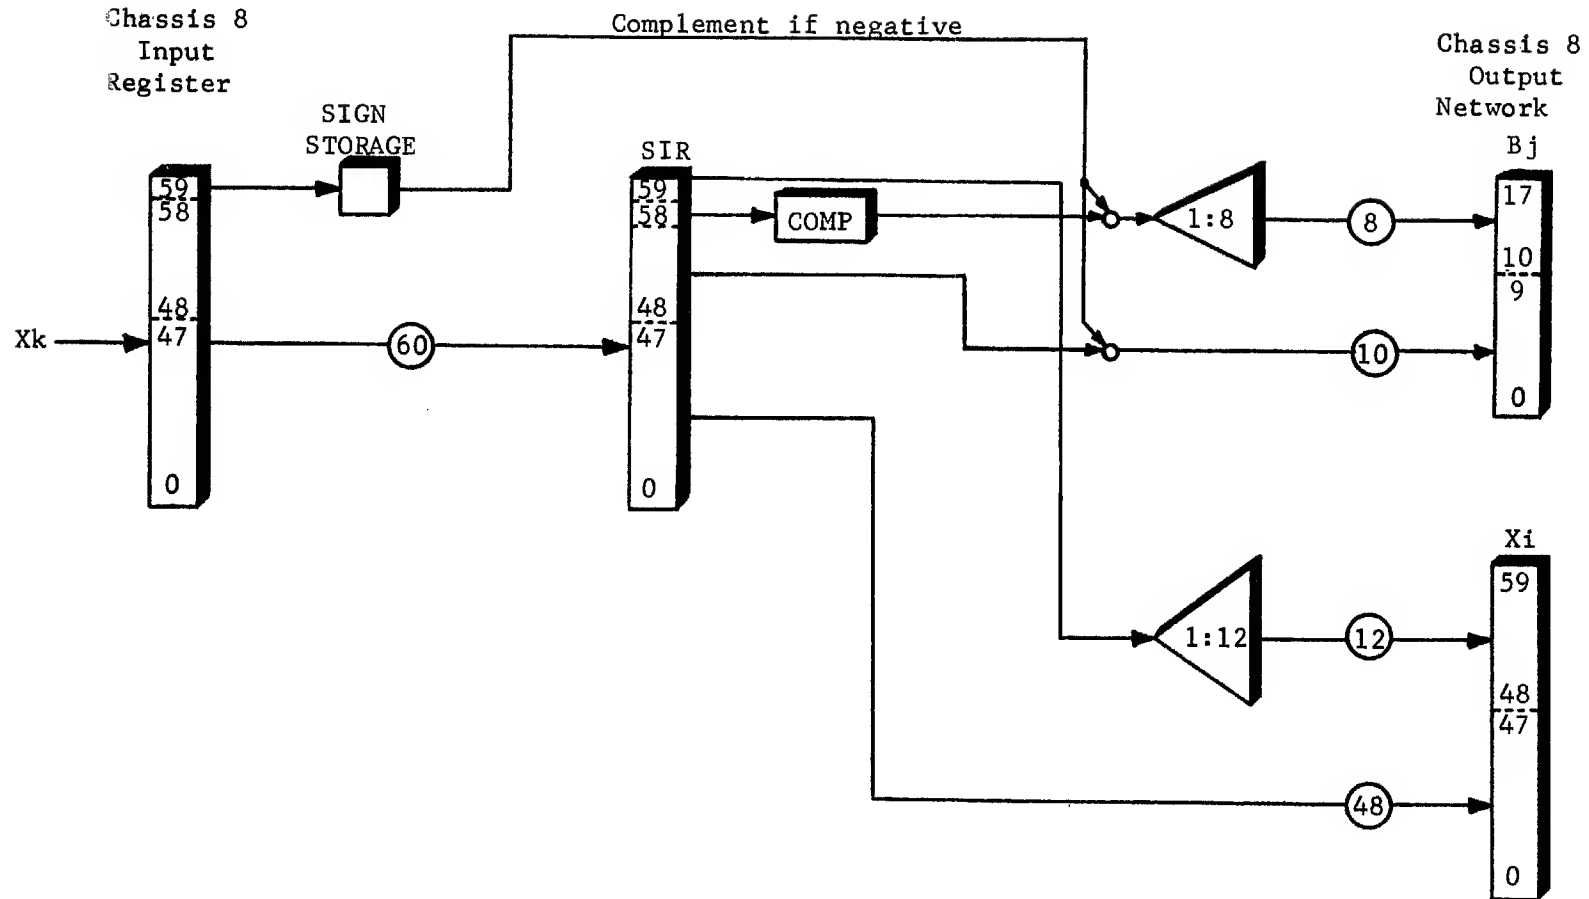 Chassis 8
Input
Register
Complement if negative
Chassis 8
Output
Network
SIGN
STORAGE
SIR
Bj
59
58
48
47
0
Xk
60
59
58
48
47
0
COMP
1:8
8
10
17
10
9
0
Xi
1:12
12
48
59
48
47
0